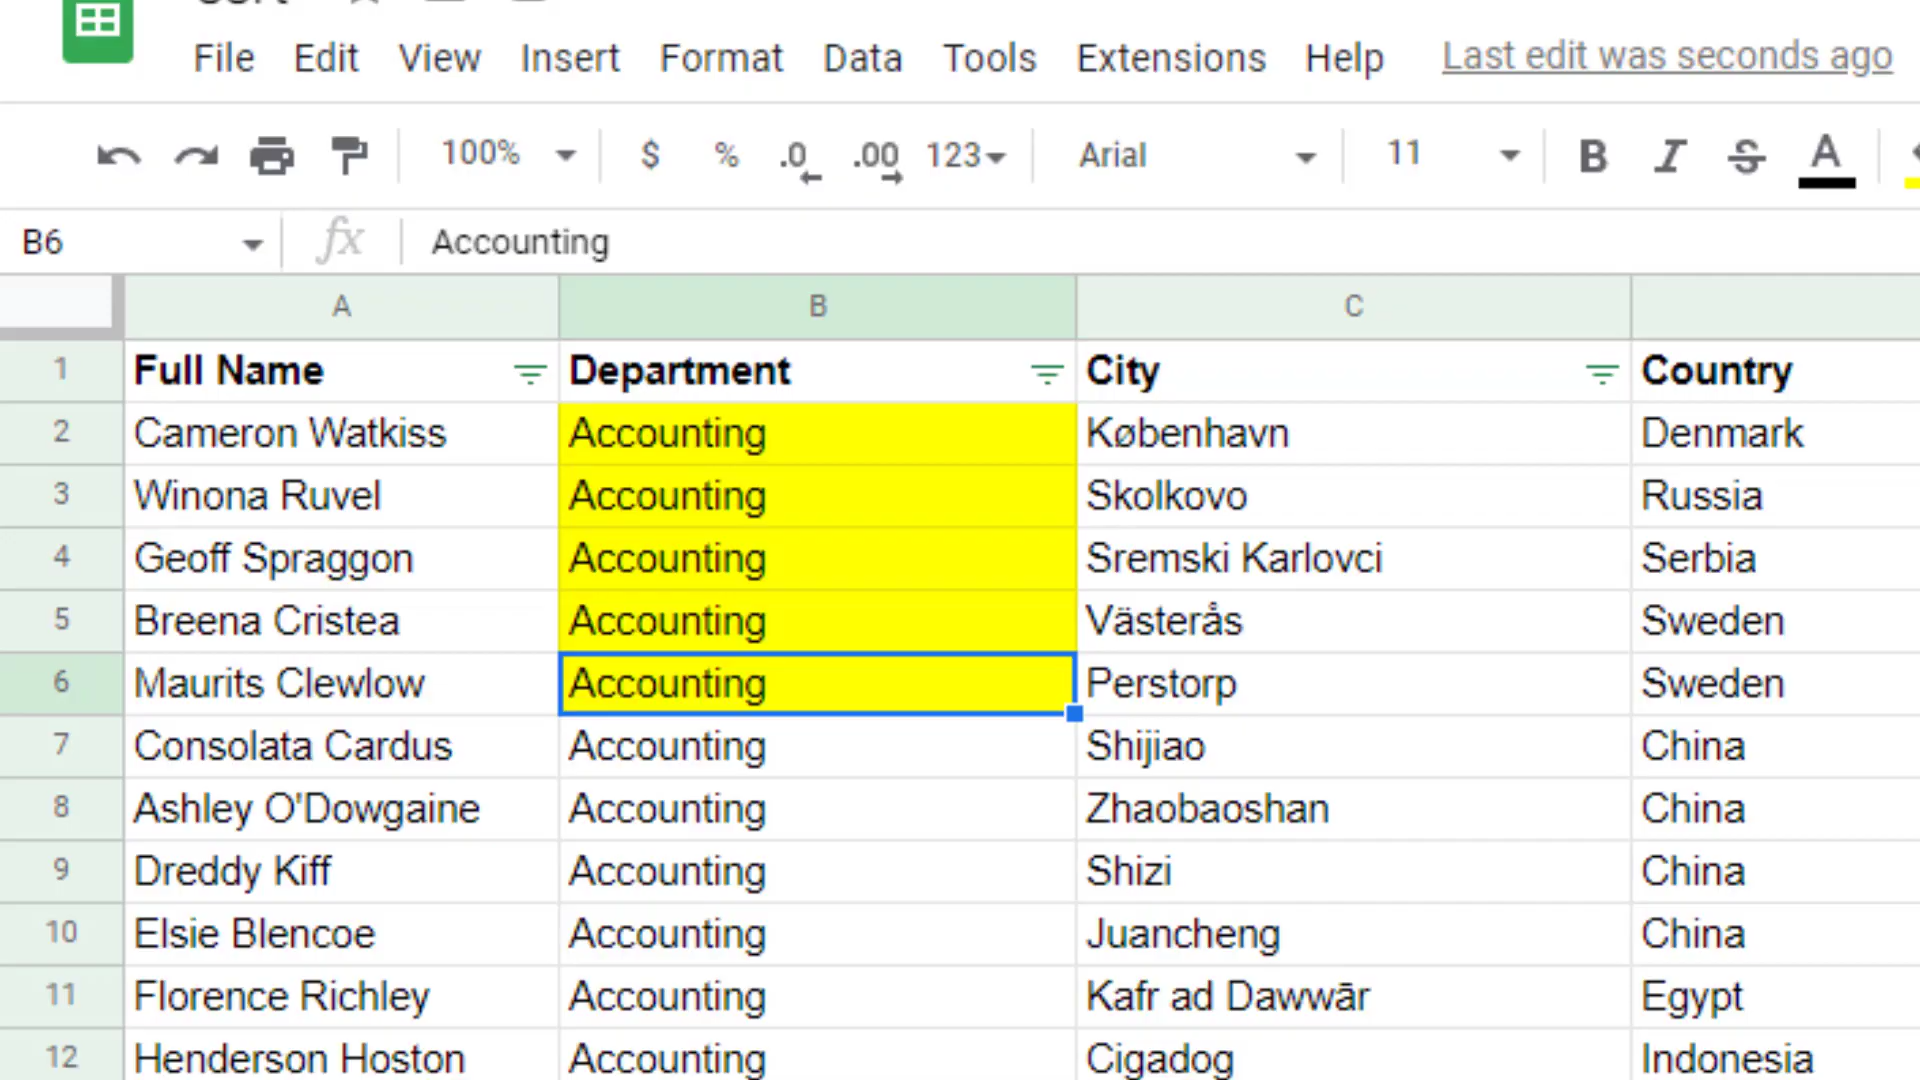 File Edit View Insert Format Data Tools Extensions Help Last edit was seconds ago
100% $ % .0 .00 123 Arial 11 B I S A
B6 fx Accounting
A B C
1 Full Name Department City Country
2 Cameron Watkiss Accounting København Denmark
3 Winona Ruvel Accounting Skolkovo Russia
4 Geoff Spraggon Accounting Sremski Karlovci Serbia
5 Breena Cristea Accounting Västerås Sweden
6 Maurits Clewlow Accounting Perstorp Sweden
7 Consolata Cardus Accounting Shijiao China
8 Ashley O'Dowgaine Accounting Zhaobaoshan China
9 Dreddy Kiff Accounting Shizi China
10 Elsie Blencoe Accounting Juancheng China
11 Florence Richley Accounting Kafr ad Dawwār Egypt
12 Henderson Hoston Accounting Cigadog Indonesia